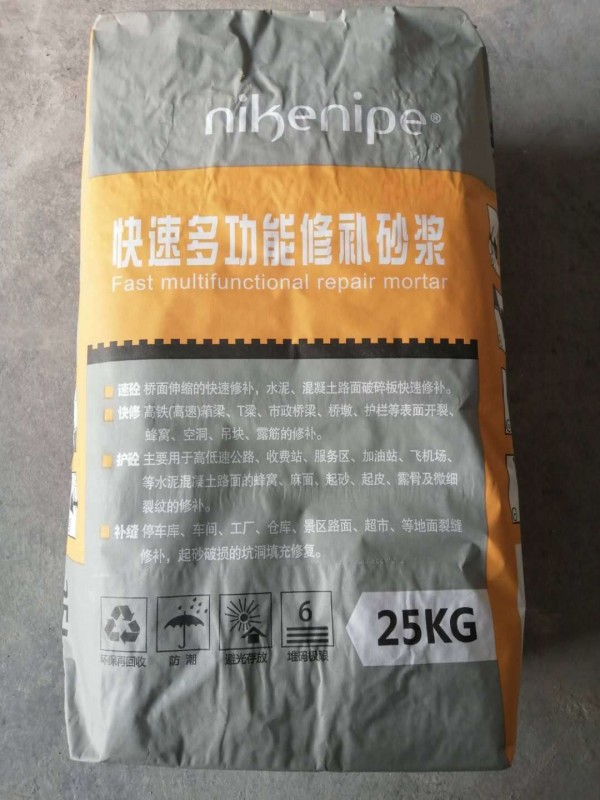 nikenipe®
快速多功能修补砂浆
Fast multifunctional repair mortar
速砼 桥面伸缩的快速修补，水泥、混凝土路面破碎板快速修补。
快修 高铁(高速)箱梁、T梁、市政桥梁、桥墩、护栏等表面开裂、
蜂窝、空洞、吊块、露筋的修补。
护砼 主要用于高低速公路、收费站、服务区、加油站、飞机场、
等水泥混凝土路面的蜂窝、麻面、起砂、起皮、露骨及微细
裂纹的修补。
补缝 停车库、车间、工厂、仓库、景区路面、超市、等地面裂缝
修补，起砂破损的坑洞填充修复。
6
25KG
环保再回收 防潮 避光存放 堆码极限